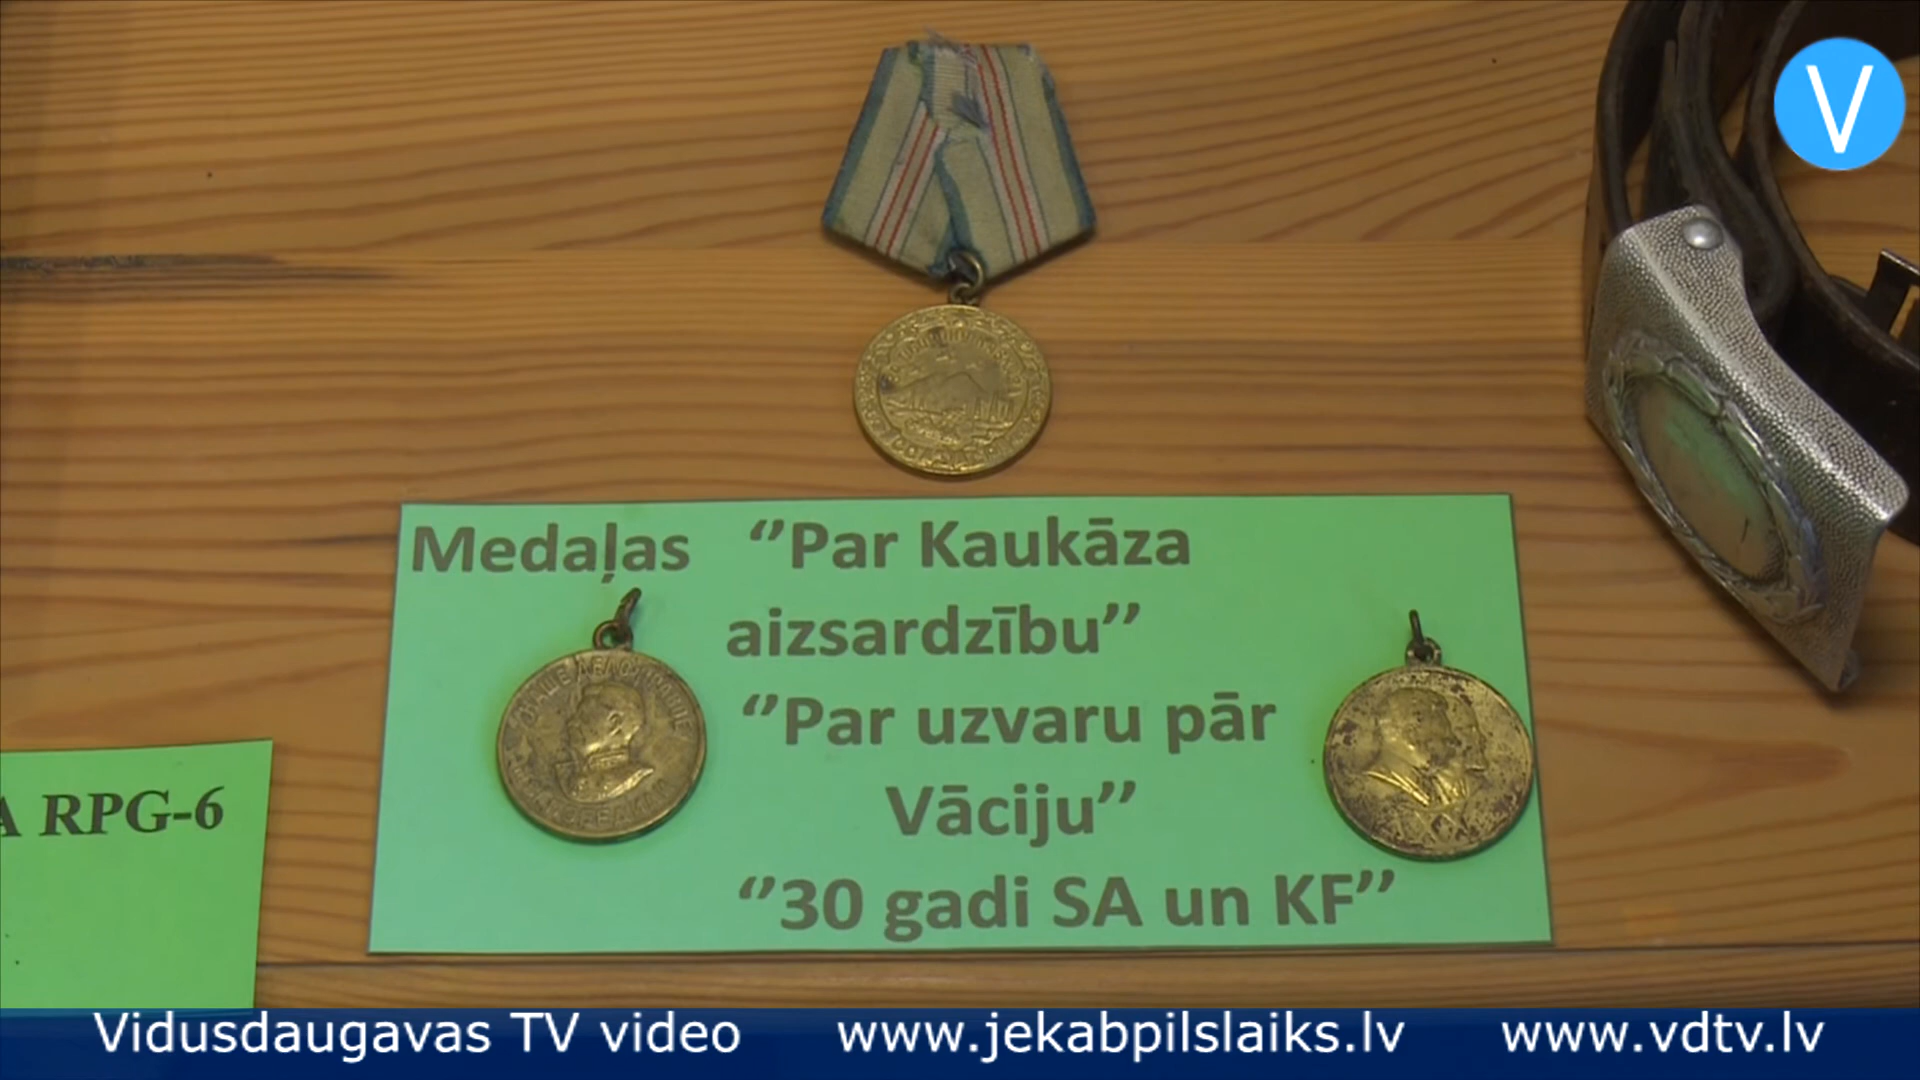 V
Medaļas ‘’Par Kaukāza
aizsardzību’’
‘’Par uzvaru pār
Vāciju’’
‘’30 gadi SA un KF’’
A RPG-6
Vidusdaugavas TV video www.jekabpilslaiks.lv www.vdtv.lv